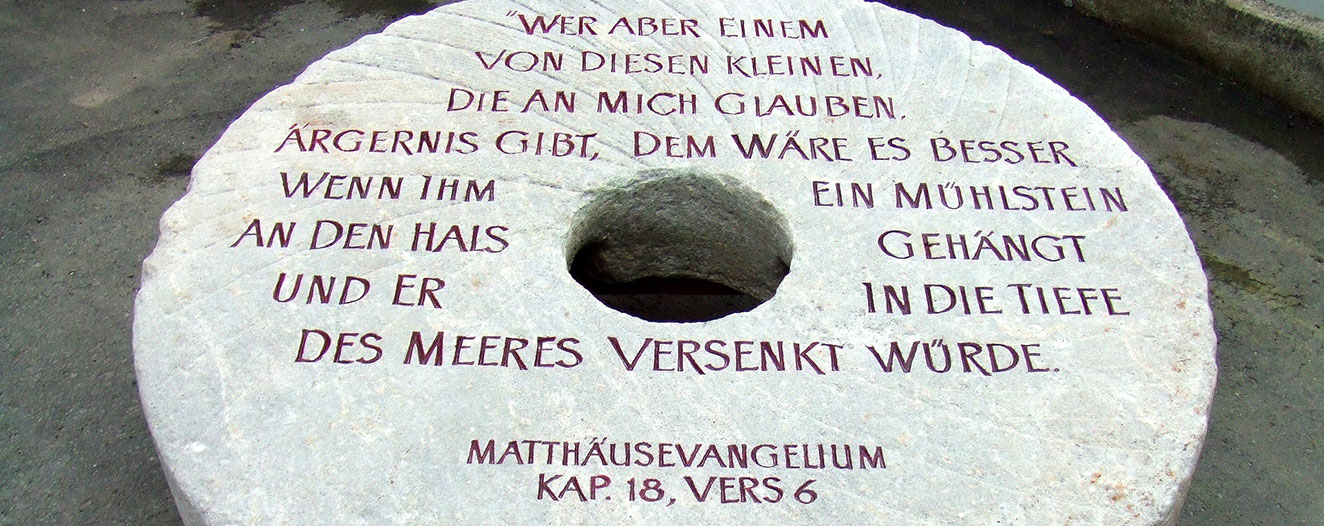 "WER ABER EINEM
VON DIESEN KLEINEN,
DIE AN MICH GLAUBEN,
ÄRGERNIS GIBT, DEM WÄRE ES BESSER
WENN IHM EIN MÜHLSTEIN
AN DEN HALS GEHÄNGT
UND ER IN DIE TIEFE
DES MEERES VERSENKT WÜRDE.
MATTHÄUSEVANGELIUM
KAP. 18, VERS 6